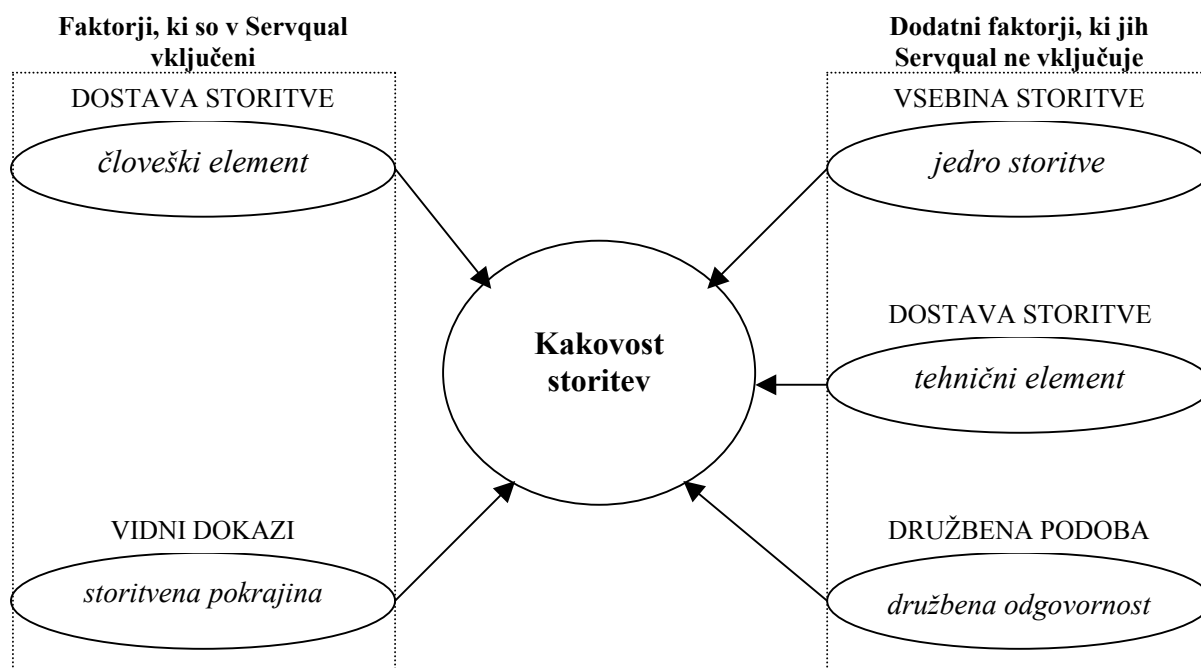 Faktorji, ki so v Servqual
vključeni
DOSTAVA STORITVE
človeški element
VIDNI DOKAZI
storitvena pokrajina
Kakovost
storitev
Dodatni faktorji, ki jih
Servqual ne vključuje
VSEBINA STORITVE
jedro storitve
DOSTAVA STORITVE
tehnični element
DRUŽBENA PODOBA
družbena odgovornost